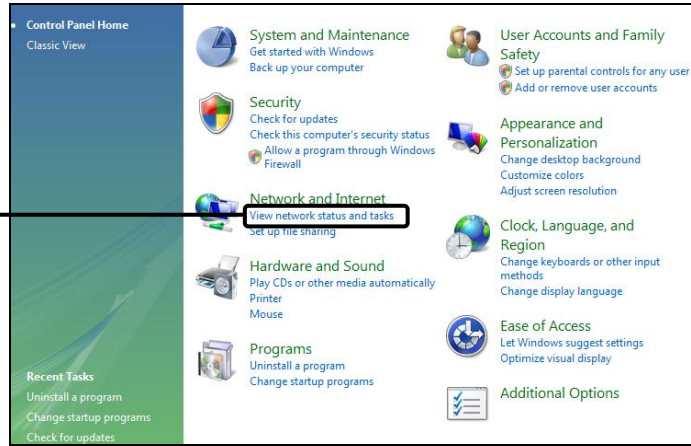 Control Panel Home
Classic View
Recent Tasks
Uninstall a program
Change startup programs
Check for updates
System and Maintenance
Get started with Windows
Back up your computer
Security
Check for updates
Check this computer's security status
Allow a program through Windows
Firewall
Network and Internet
View network status and tasks
Set up file sharing
Hardware and Sound
Play CDs or other media automatically
Printer
Mouse
Programs
Uninstall a program
Change startup programs
User Accounts and Family
Safety
Set up parental controls for any user
Add or remove user accounts
Appearance and
Personalization
Change desktop background
Customize colors
Adjust screen resolution
Clock, Language, and
Region
Change keyboards or other input
methods
Change display language
Ease of Access
Let Windows suggest settings
Optimize visual display
Additional Options